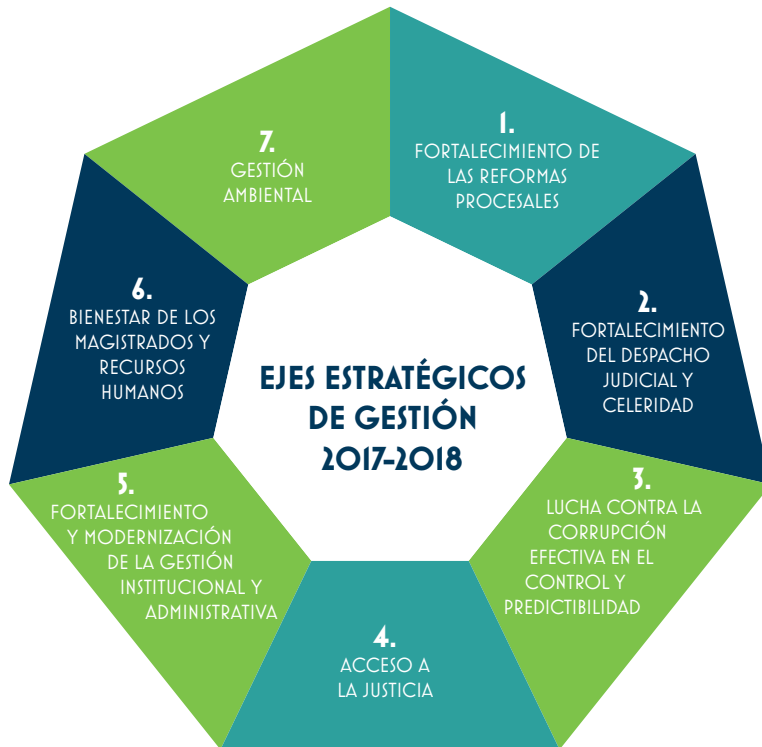 EJES ESTRATÉGICOS
DE GESTIÓN
2017-2018
1.
FORTALECIMIENTO DE
LAS REFORMAS
PROCESALES
2.
FORTALECIMIENTO
DEL DESPACHO
JUDICIAL Y
CELERIDAD
3.
LUCHA CONTRA LA
CORRUPCIÓN
EFECTIVA EN EL
CONTROL Y
PREDICTIBILIDAD
4.
ACCESO A
LA JUSTICIA
5.
FORTALECIMIENTO
Y MODERNIZACIÓN
DE LA GESTIÓN
INSTITUCIONAL Y
ADMINISTRATIVA
6.
BIENESTAR DE LOS
MAGISTRADOS Y
RECURSOS
HUMANOS
7.
GESTIÓN
AMBIENTAL